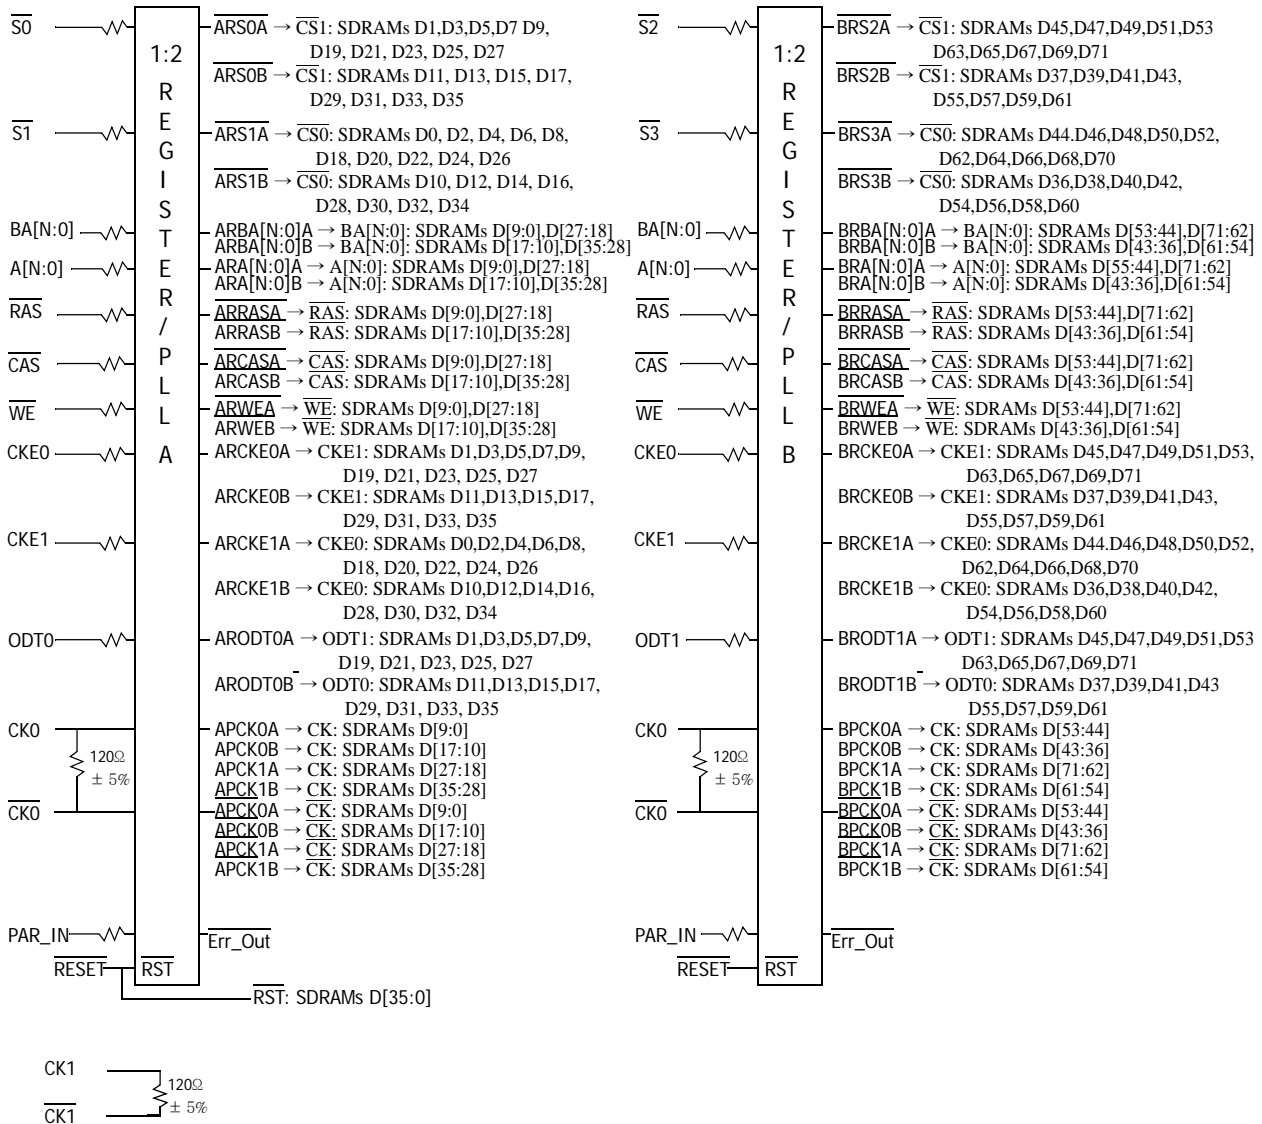 S0
1:2
REGISTER/PLL
A
ARS0A → CS1: SDRAMs D1,D3,D5,D7 D9,
D19, D21, D23, D25, D27
ARS0B → CS1: SDRAMs D11, D13, D15, D17,
D29, D31, D33, D35
S1
ARS1A → CS0: SDRAMs D0, D2, D4, D6, D8,
D18, D20, D22, D24, D26
ARS1B → CS0: SDRAMs D10, D12, D14, D16,
D28, D30, D32, D34
BA[N:0]
ARBA[N:0]A → BA[N:0]: SDRAMs D[9:0],D[27:18]
ARBA[N:0]B → BA[N:0]: SDRAMs D[17:10],D[35:28]
A[N:0]
ARA[N:0]A → A[N:0]: SDRAMs D[9:0],D[27:18]
ARA[N:0]B → A[N:0]: SDRAMs D[17:10],D[35:28]
RAS
ARRASA → RAS: SDRAMs D[9:0],D[27:18]
ARRASB → RAS: SDRAMs D[17:10],D[35:28]
CAS
ARCASA → CAS: SDRAMs D[9:0],D[27:18]
ARCASB → CAS: SDRAMs D[17:10],D[35:28]
WE
ARWEA → WE: SDRAMs D[9:0],D[27:18]
ARWEB → WE: SDRAMs D[17:10],D[35:28]
CKE0
ARCKE0A → CKE1: SDRAMs D1,D3,D5,D7,D9,
D19, D21, D23, D25, D27
ARCKE0B → CKE1: SDRAMs D11,D13,D15,D17,
D29, D31, D33, D35
CKE1
ARCKE1A → CKE0: SDRAMs D0,D2,D4,D6,D8,
D18, D20, D22, D24, D26
ARCKE1B → CKE0: SDRAMs D10,D12,D14,D16,
D28, D30, D32, D34
ODT0
ARODT0A → ODT1: SDRAMs D1,D3,D5,D7,D9,
D19, D21, D23, D25, D27
ARODT0B → ODT0: SDRAMs D11,D13,D15,D17,
D29, D31, D33, D35
CK0
120Ω
± 5%
CK0
APCK0A → CK: SDRAMs D[9:0]
APCK0B → CK: SDRAMs D[17:10]
APCK1A → CK: SDRAMs D[27:18]
APCK1B → CK: SDRAMs D[35:28]
APCK0A → CK: SDRAMs D[9:0]
APCK0B → CK: SDRAMs D[17:10]
APCK1A → CK: SDRAMs D[27:18]
APCK1B → CK: SDRAMs D[35:28]
PAR_IN
Err_Out
RESET
RST
RST: SDRAMs D[35:0]
CK1
120Ω
± 5%
CK1
S2
1:2
REGISTER/PLL
B
BRS2A → CS1: SDRAMs D45,D47,D49,D51,D53
D63,D65,D67,D69,D71
BRS2B → CS1: SDRAMs D37,D39,D41,D43,
D55,D57,D59,D61
S3
BRS3A → CS0: SDRAMs D44.D46,D48,D50,D52,
D62,D64,D66,D68,D70
BRS3B → CS0: SDRAMs D36,D38,D40,D42,
D54,D56,D58,D60
BA[N:0]
BRBA[N:0]A → BA[N:0]: SDRAMs D[53:44],D[71:62]
BRBA[N:0]B → BA[N:0]: SDRAMs D[43:36],D[61:54]
A[N:0]
BRA[N:0]A → A[N:0]: SDRAMs D[55:44],D[71:62]
BRA[N:0]B → A[N:0]: SDRAMs D[43:36],D[61:54]
RAS
BRRASA → RAS: SDRAMs D[53:44],D[71:62]
BRRASB → RAS: SDRAMs D[43:36],D[61:54]
CAS
BRCASA → CAS: SDRAMs D[53:44],D[71:62]
BRCASB → CAS: SDRAMs D[43:36],D[61:54]
WE
BRWEA → WE: SDRAMs D[53:44],D[71:62]
BRWEB → WE: SDRAMs D[43:36],D[61:54]
CKE0
BRCKE0A → CKE1: SDRAMs D45,D47,D49,D51,D53,
D63,D65,D67,D69,D71
BRCKE0B → CKE1: SDRAMs D37,D39,D41,D43,
D55,D57,D59,D61
CKE1
BRCKE1A → CKE0: SDRAMs D44.D46,D48,D50,D52,
D62,D64,D66,D68,D70
BRCKE1B → CKE0: SDRAMs D36,D38,D40,D42,
D54,D56,D58,D60
ODT1
BRODT1A → ODT1: SDRAMs D45,D47,D49,D51,D53
D63,D65,D67,D69,D71
BRODT1B → ODT0: SDRAMs D37,D39,D41,D43
D55,D57,D59,D61
CK0
120Ω
± 5%
CK0
BPCK0A → CK: SDRAMs D[53:44]
BPCK0B → CK: SDRAMs D[43:36]
BPCK1A → CK: SDRAMs D[71:62]
BPCK1B → CK: SDRAMs D[61:54]
BPCK0A → CK: SDRAMs D[53:44]
BPCK0B → CK: SDRAMs D[43:36]
BPCK1A → CK: SDRAMs D[71:62]
BPCK1B → CK: SDRAMs D[61:54]
PAR_IN
Err_Out
RESET
RST